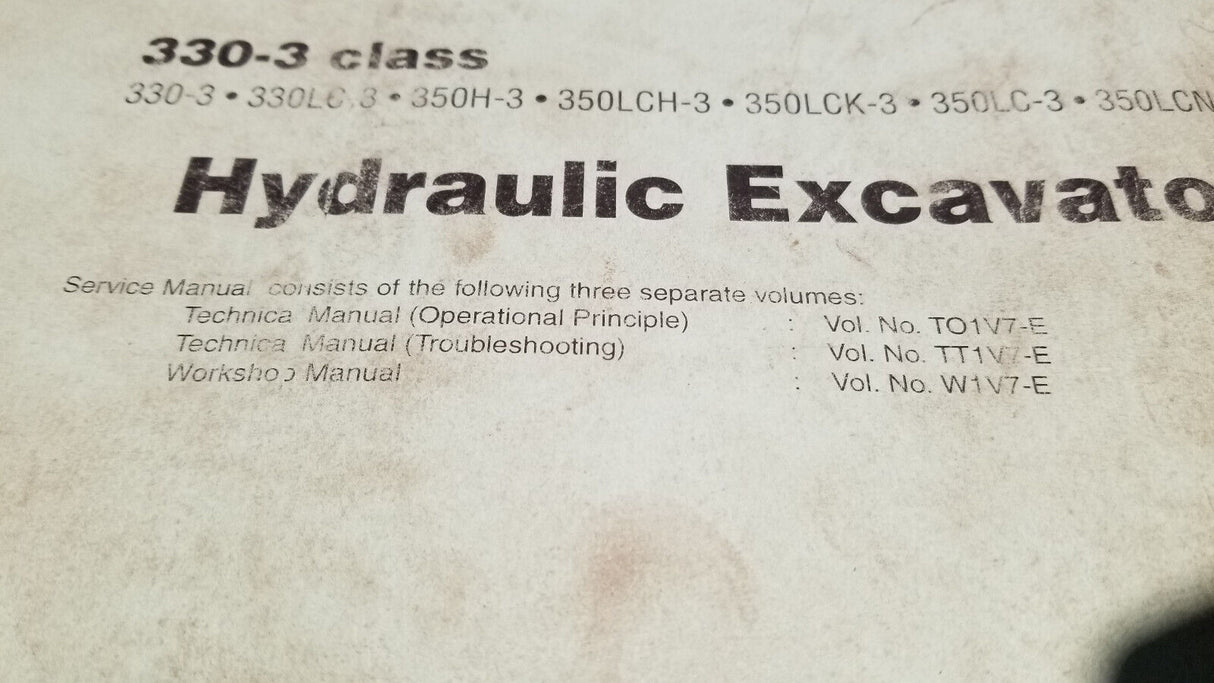 330-3 class
330-3 • 330LC-3 • 350H-3 • 350LCH-3 • 350LCK-3 • 350LC-3 • 350LCN
Hydraulic Excavato
Service Manual consists of the following three separate volumes:
Technical Manual (Operational Principle) : Vol. No. TO1V7-E
Technical Manual (Troubleshooting) : Vol. No. TT1V7-E
Workshop Manual : Vol. No. W1V7-E